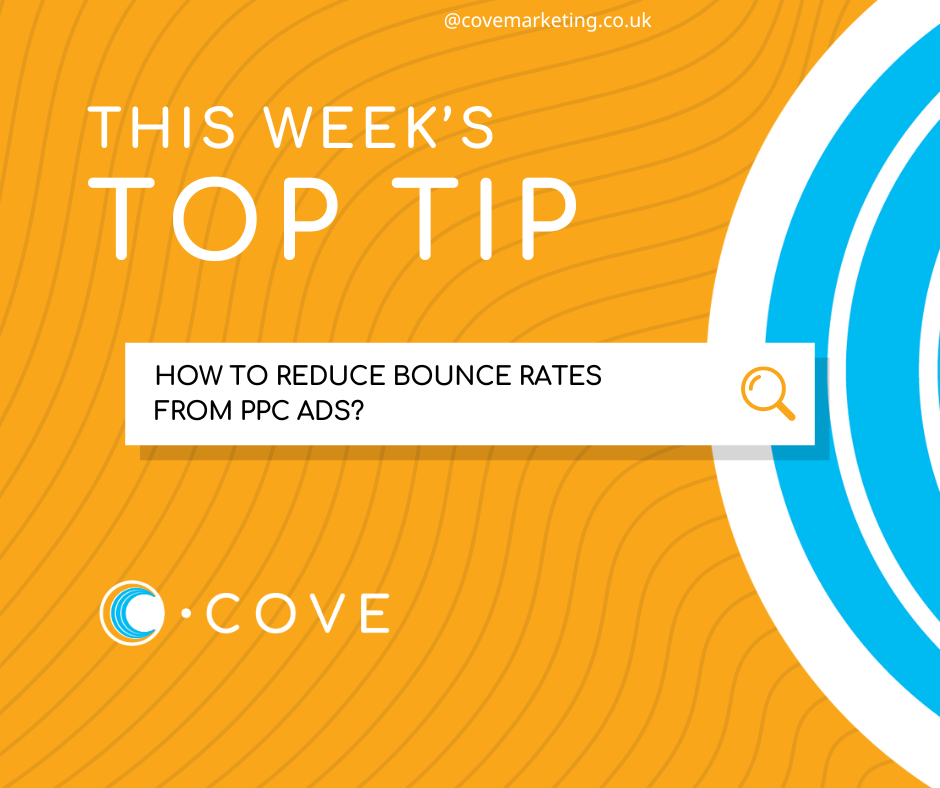 @covemarketing.co.uk
THIS WEEK'S
TOP TIP
HOW TO REDUCE BOUNCE RATES
FROM PPC ADS?
COVE